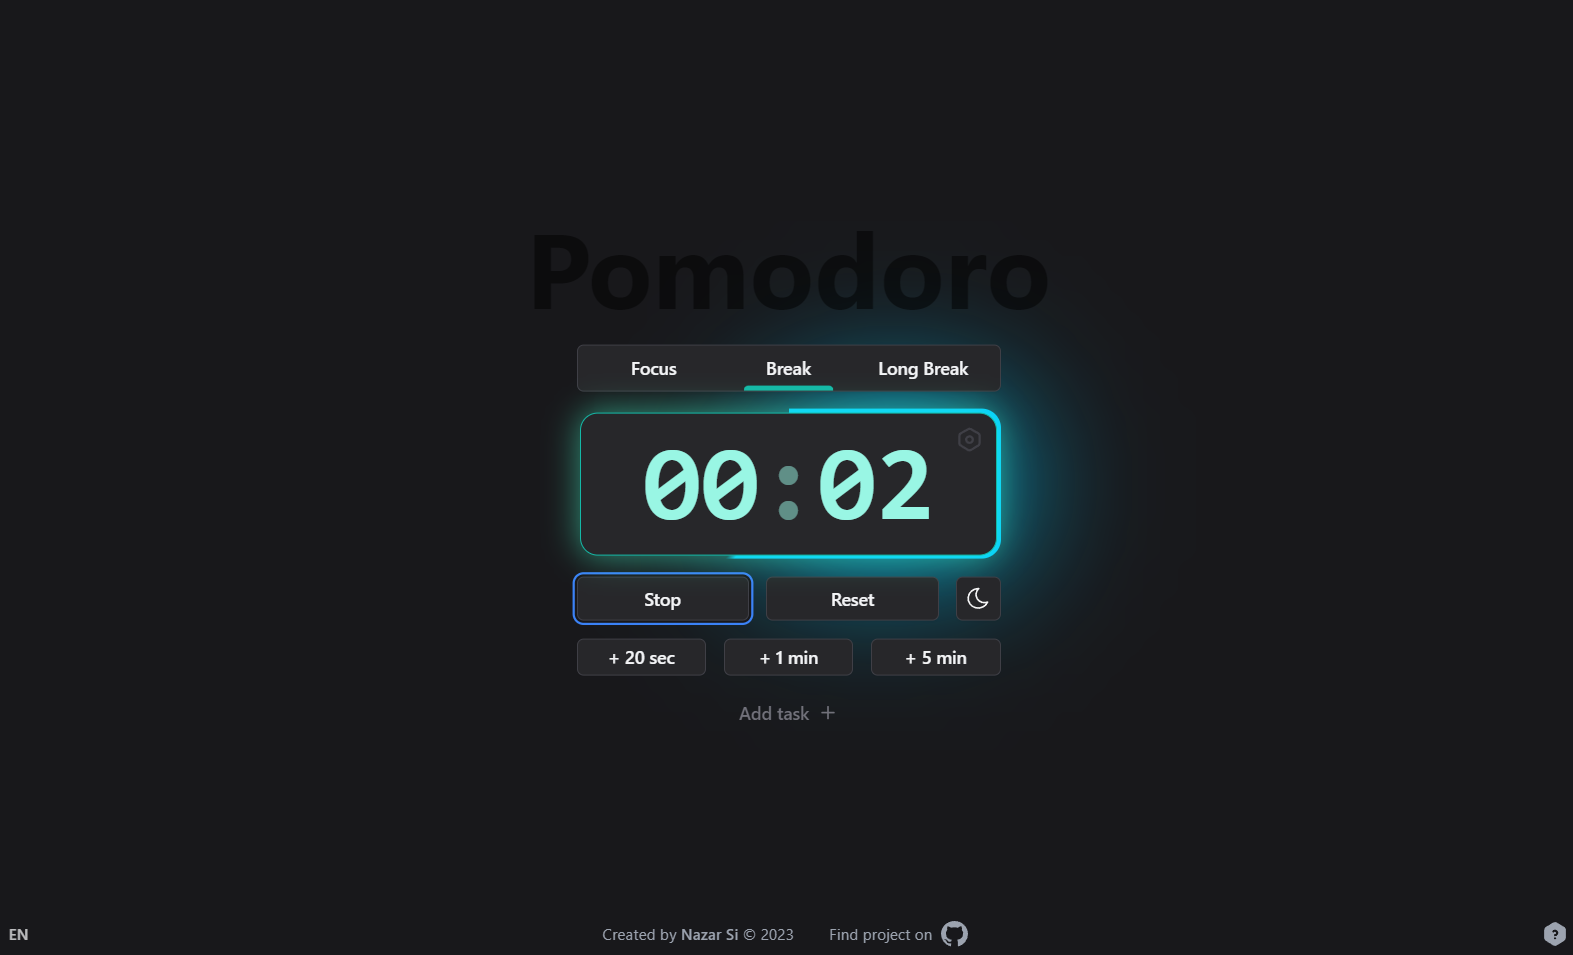 Pomodoro
Focus Break Long Break
00:02
Stop Reset
+ 20 sec + 1 min + 5 min
Add task +
EN Created by Nazar Si © 2023 Find project on ?